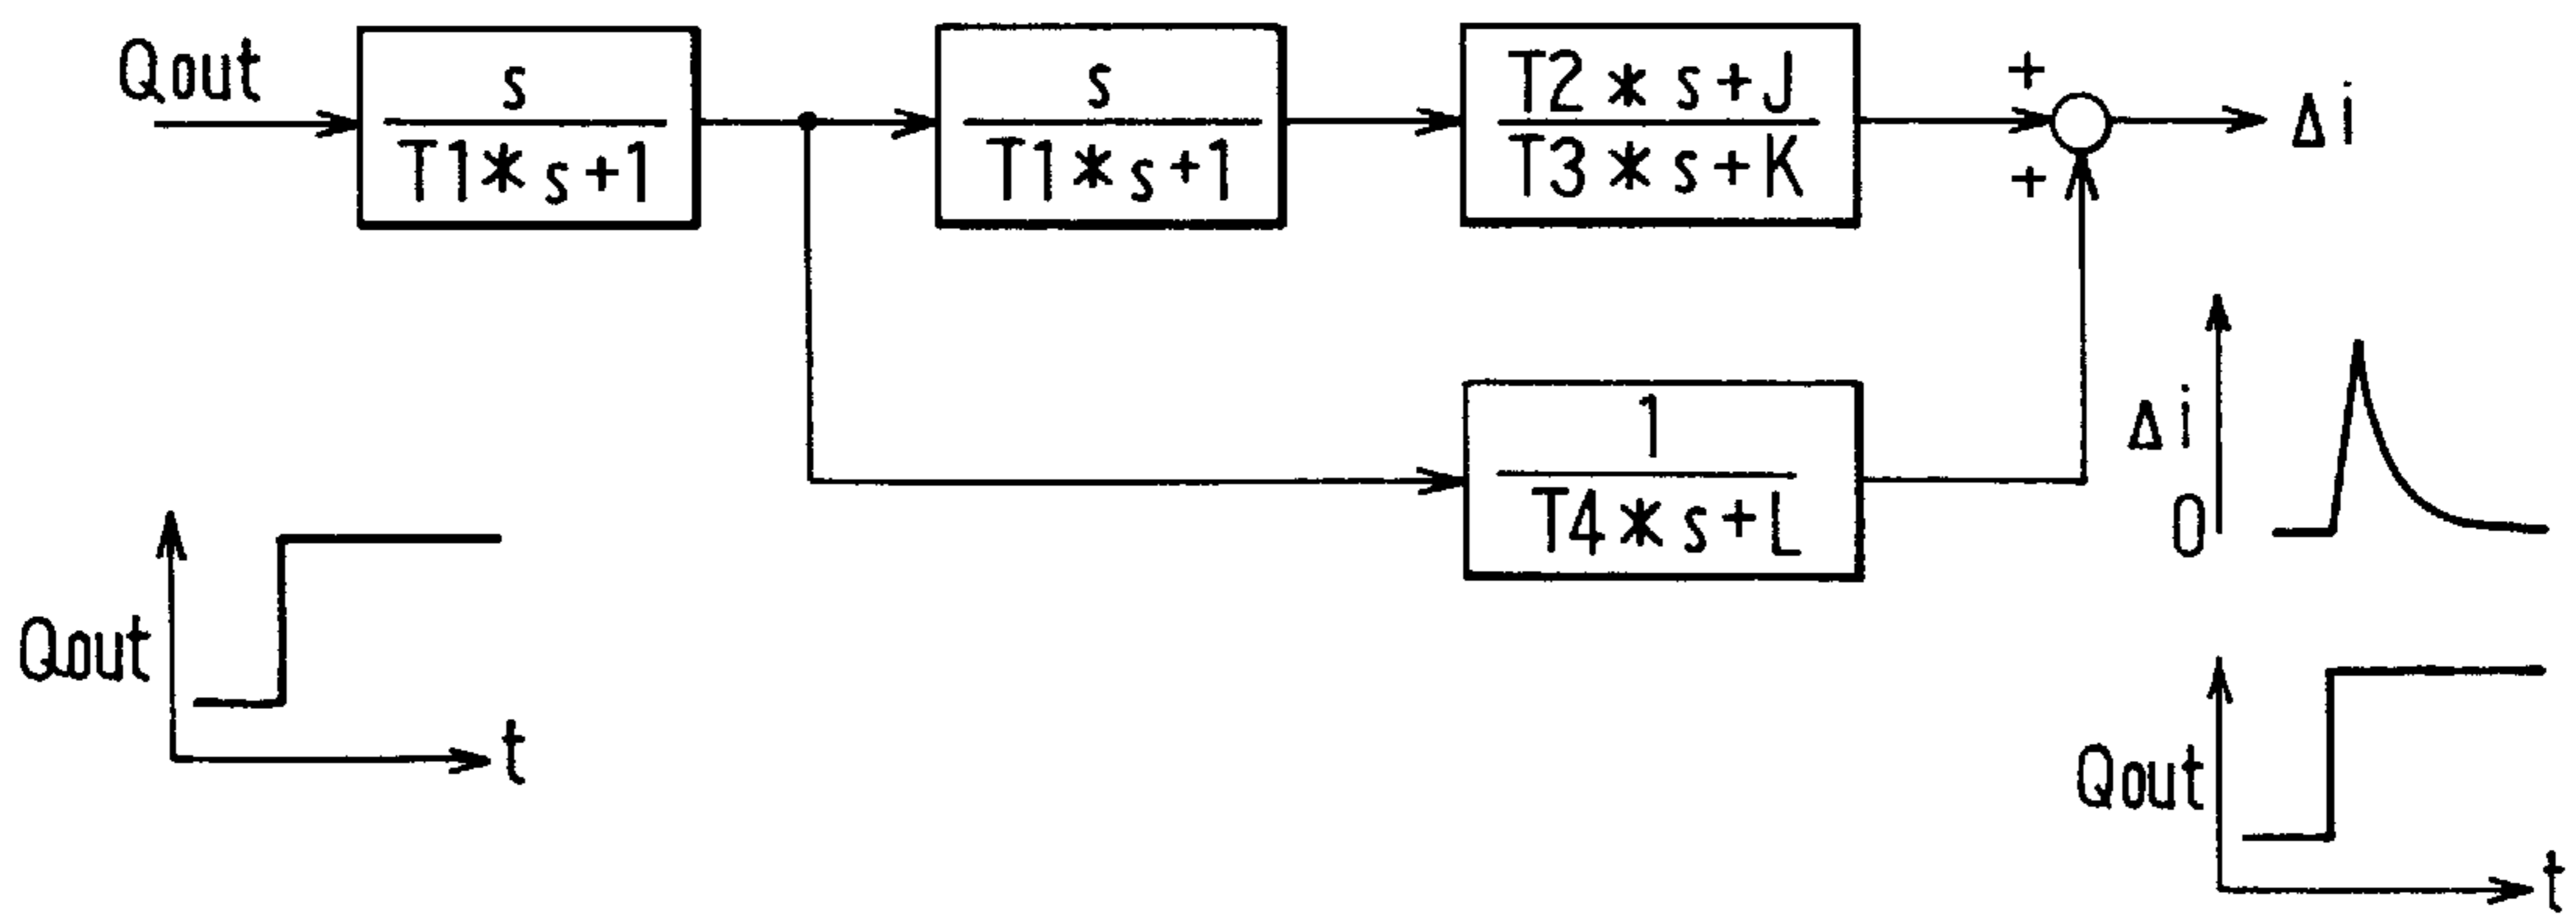 Qout
s
T1*s+1
s
T1*s+1
T2*s+J
T3*s+K
+
+
Δi
1
T4*s+L
Δi
0
Qout
t
Qout
t